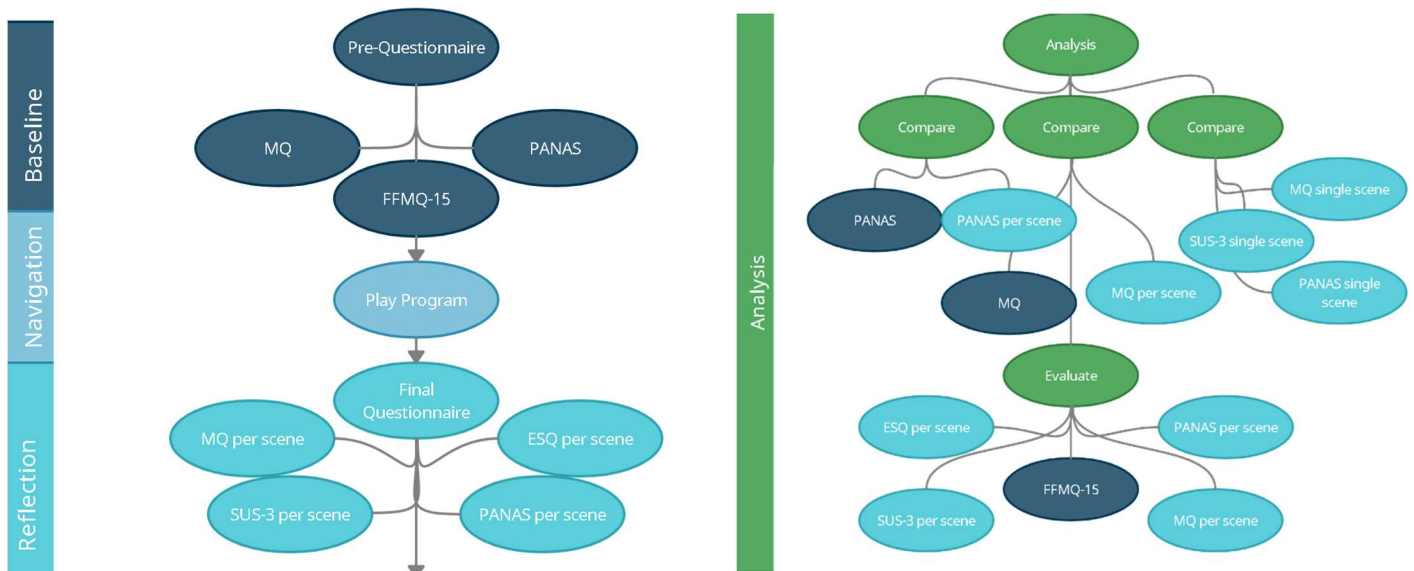 Baseline
Navigation
Reflection
Pre-Questionnaire
MQ
PANAS
FFMQ-15
Play Program
Final
Questionnaire
MQ per scene
ESQ per scene
SUS-3 per scene
PANAS per scene
Analysis
Analysis
Compare
Compare
Compare
PANAS
PANAS per scene
MQ single scene
SUS-3 single scene
MQ
MQ per scene
PANAS single
scene
Evaluate
ESQ per scene
PANAS per scene
FFMQ-15
SUS-3 per scene
MQ per scene